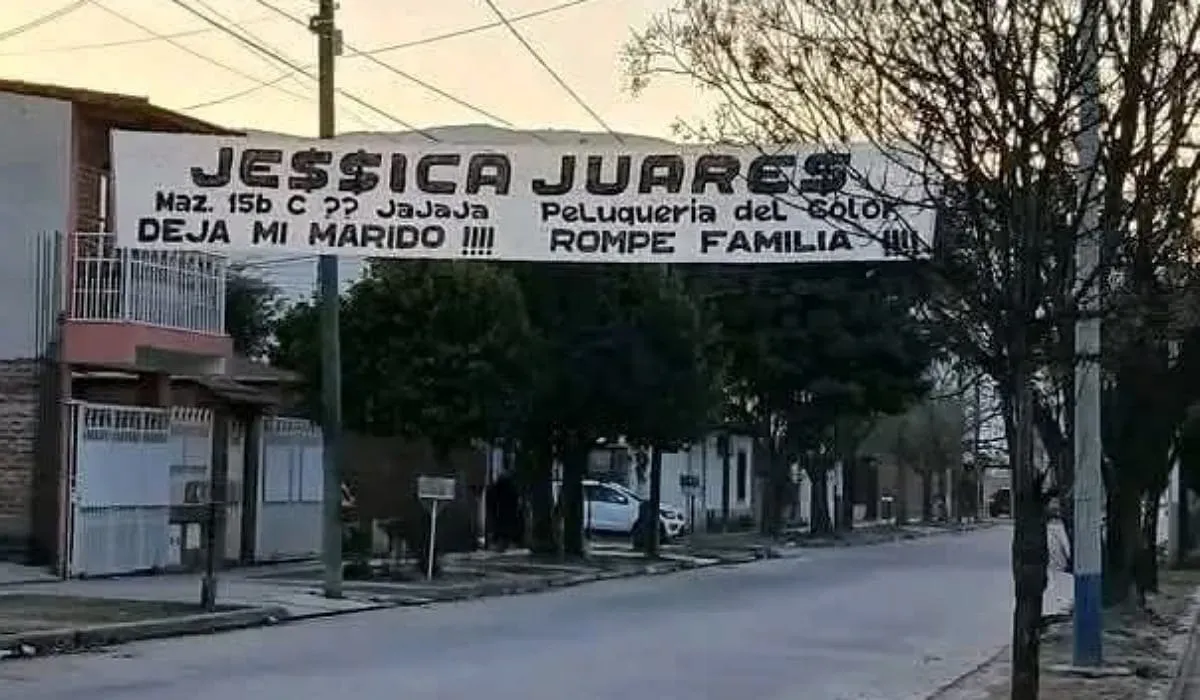 JE$$ICA JUARES
Maz. 15b C ?? JaJaJa Peluqueria del Color
DEJA MI MARIDO !!!! ROMPE FAMILIA !!!!